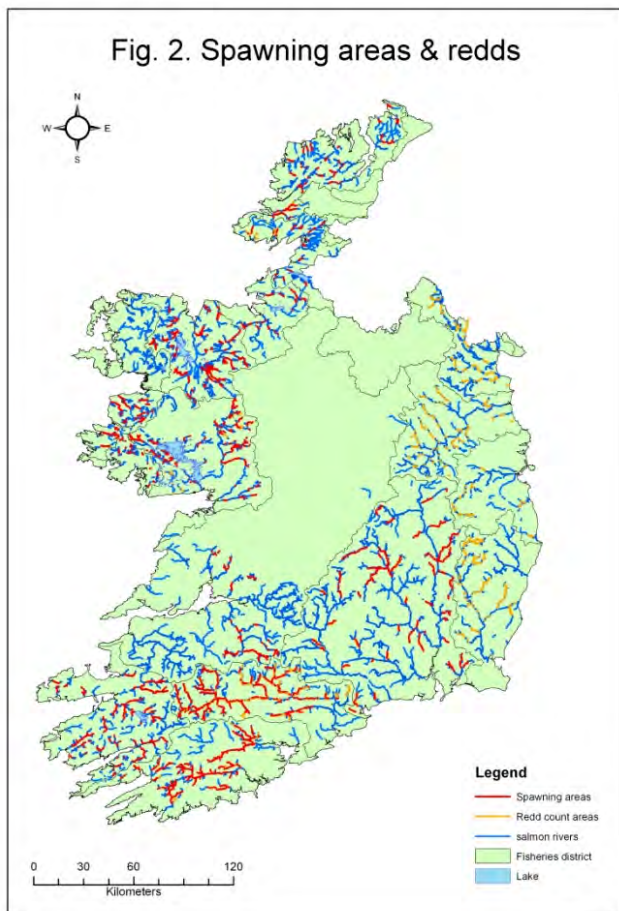 Fig. 2. Spawning areas & redds
N
W E
S
Legend
Spawning areas
Redd count areas
salmon rivers
Fisheries district
Lake
0 30 60 120
Kilometers